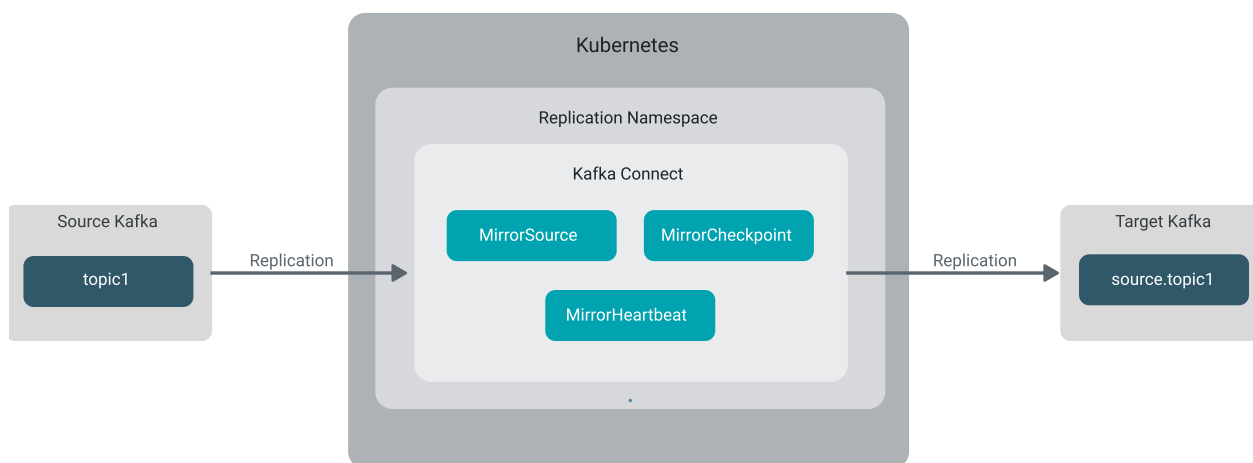 Kubernetes
Replication Namespace
Kafka Connect
Source Kafka
topic1
Replication
MirrorSource
MirrorCheckpoint
MirrorHeartbeat
Replication
Target Kafka
source.topic1